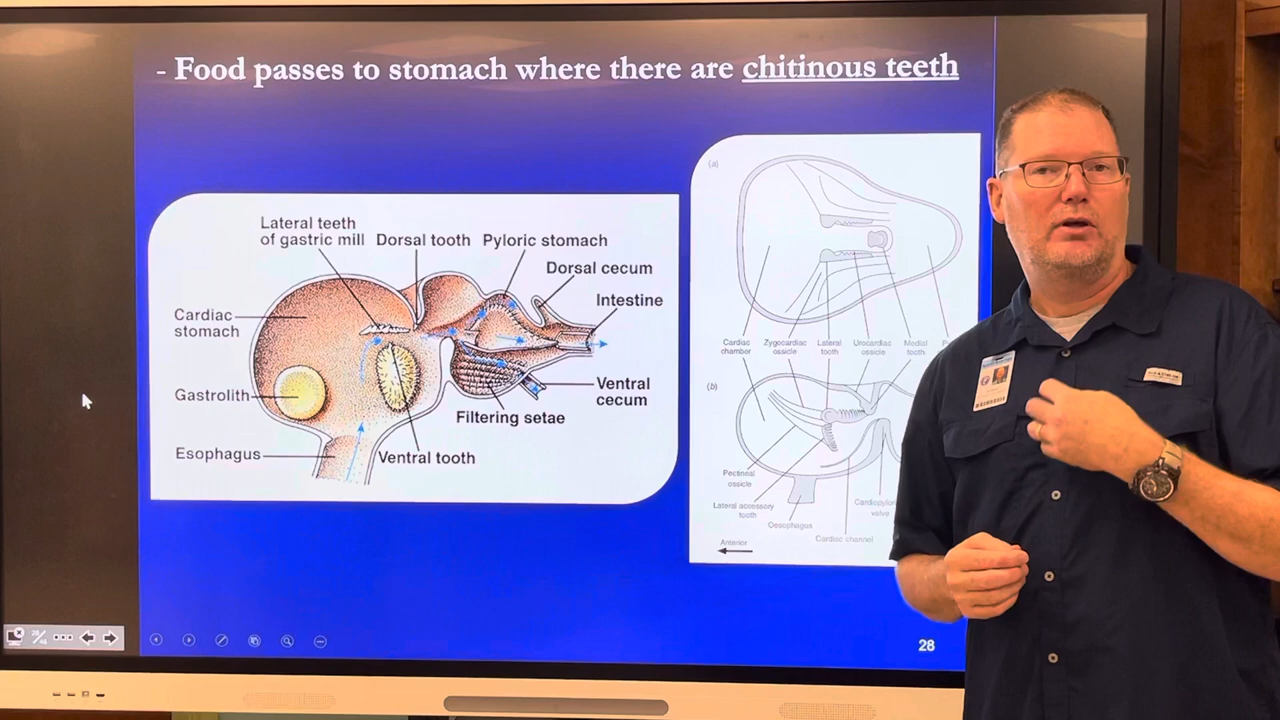 - Food passes to stomach where there are chitinous teeth
Lateral teeth
of gastric mill
Dorsal tooth
Pyloric stomach
Dorsal cecum
Intestine
Cardiac
stomach
Gastrolith
Ventral
cecum
Filtering setae
Esophagus
Ventral tooth
(a)
Cardiac
chamber
Zygocardiac
ossicle
Lateral
tooth
Urocardiac
ossicle
Medial
tooth
(b)
Pectineal
ossicle
Lateral accessory
tooth
Oesophagus
Cardiac channel
valve
Anterior
28